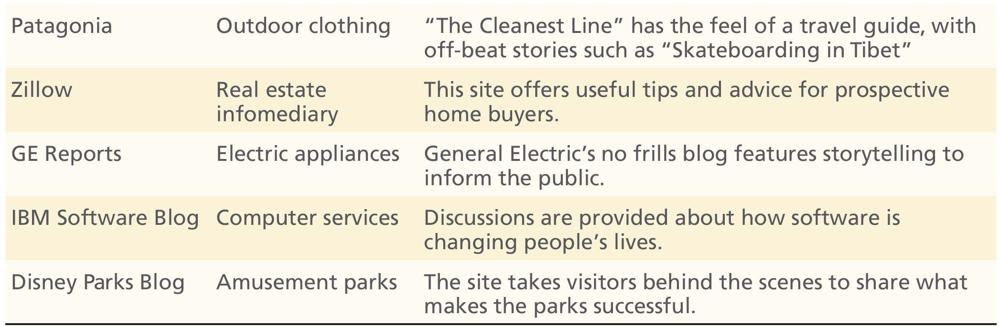 Patagonia Outdoor clothing “The Cleanest Line” has the feel of a travel guide, with
off-beat stories such as “Skateboarding in Tibet”
Zillow Real estate This site offers useful tips and advice for prospective
infomediary home buyers.
GE Reports Electric appliances General Electric’s no frills blog features storytelling to
inform the public.
IBM Software Blog Computer services Discussions are provided about how software is
changing people’s lives.
Disney Parks Blog Amusement parks The site takes visitors behind the scenes to share what
makes the parks successful.